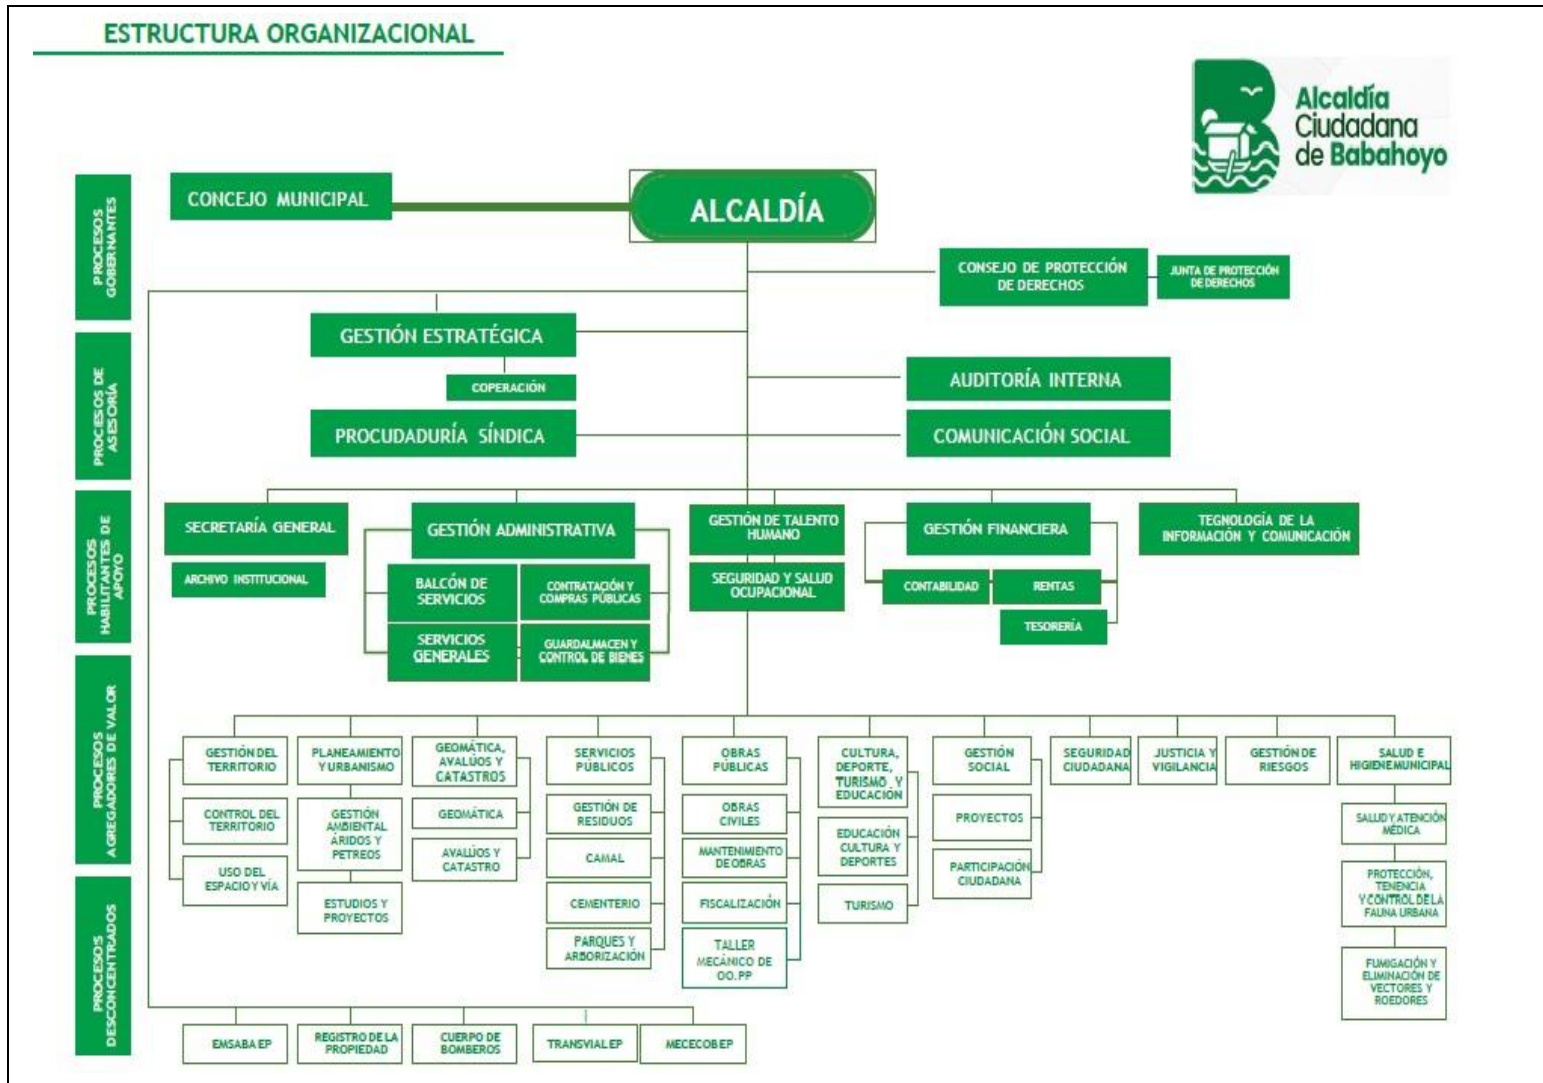 ESTRUCTURA ORGANIZACIONAL
Alcaldía
Ciudadana
de Babahoyo
PROCESOS
GOBERNANTES
CONCEJO MUNICIPAL
ALCALDÍA
CONSEJO DE PROTECCIÓN
DE DERECHOS
JUNTA DE PROTECCIÓN
DE DERECHOS
PROCESOS DE
ASESORÍA
GESTIÓN ESTRATÉGICA
COPERACIÓN
AUDITORÍA INTERNA
PROCUDADURÍA SÍNDICA
COMUNICACIÓN SOCIAL
PROCESOS
HABILITANTES DE
APOYO
SECRETARÍA GENERAL
ARCHIVO INSTITUCIONAL
GESTIÓN ADMINISTRATIVA
BALCÓN DE
SERVICIOS
CONTRATACIÓN Y
COMPRAS PÚBLICAS
SERVICIOS
GENERALES
GUARDALMACEN Y
CONTROL DE BIENES
GESTIÓN DE TALENTO
HUMANO
SEGURIDAD Y SALUD
OCUPACIONAL
GESTIÓN FINANCIERA
CONTABILIDAD
RENTAS
TESORERÍA
TEGNOLOGÍA DE LA
INFORMACIÓN Y COMUNICACIÓN
PROCESOS
AGREGADORES DE VALOR
GESTIÓN DEL
TERRITORIO
CONTROL DEL
TERRITORIO
USO DEL
ESPACIO Y VÍA
PLANEAMIENTO
Y URBANISMO
GESTIÓN
AMBIENTAL
ÁRIDOS Y
PETREOS
ESTUDIOS Y
PROYECTOS
GEOMÁTICA,
AVALÚOS Y
CATASTROS
GEOMÁTICA
AVALÚOS Y
CATASTRO
SERVICIOS
PÚBLICOS
GESTIÓN DE
RESIDUOS
CAMAL
CEMENTERIO
PARQUES Y
ARBORIZACIÓN
OBRAS
PÚBLICAS
OBRAS
CIVILES
MANTENIMIENTO
DE OBRAS
FISCALIZACIÓN
TALLER
MECÁNICO DE
OO.PP
CULTURA,
DEPORTE,
TURISMO Y
EDUCACIÓN
EDUCACIÓN
CULTURA Y
DEPORTES
TURISMO
GESTIÓN
SOCIAL
PROYECTOS
PARTICIPACIÓN
CIUDADANA
SEGURIDAD
CIUDADANA
JUSTICIA Y
VIGILANCIA
GESTIÓN DE
RIESGOS
SALUD E
HIGIENE MUNICIPAL
SALUD Y ATENCIÓN
MÉDICA
PROTECCIÓN,
TENENCIA
Y CONTROL DE LA
FAUNA URBANA
FUMIGACIÓN Y
ELIMINACIÓN DE
VECTORES Y
ROEDORES
PROCESOS
DESCONCENTRADOS
EMSABA EP
REGISTRO DE LA
PROPIEDAD
CUERPO DE
BOMBEROS
TRANSVIAL EP
MECECOB EP